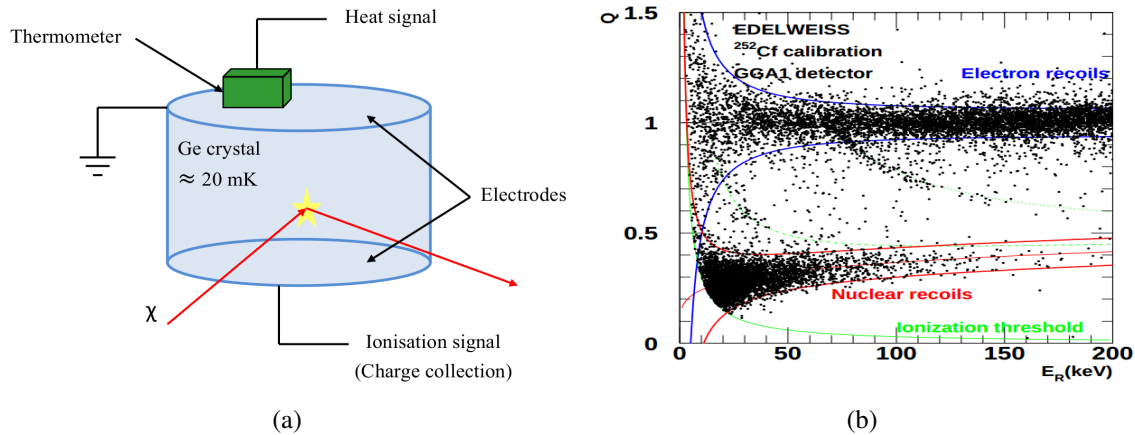 Heat signal
Thermometer
Ge crystal
≈ 20 mK
Electrodes
χ
Ionisation signal
(Charge collection)
(a)
Q
1.5
1
0.5
0
EDELWEISS
²⁵²Cf calibration
GGA1 detector
Electron recoils
Nuclear recoils
Ionization threshold
0 50 100 150 200
E_R(keV)
(b)